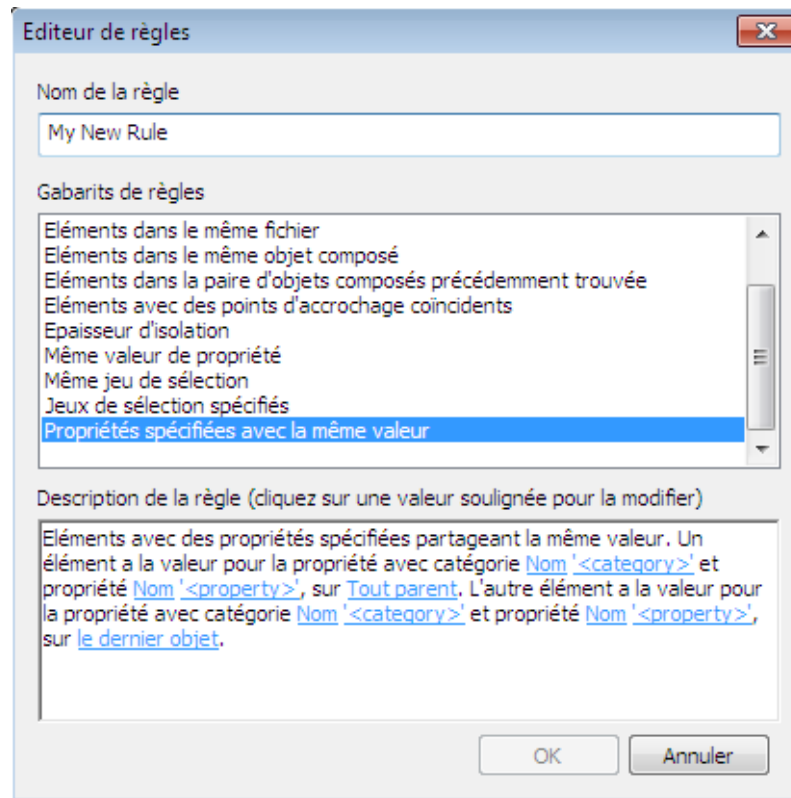 Editeur de règles
Nom de la règle
My New Rule
Gabarits de règles
Eléments dans le même fichier
Eléments dans le même objet composé
Eléments dans la paire d'objets composés précédemment trouvée
Eléments avec des points d'accrochage coïncidents
Epaisseur d'isolation
Même valeur de propriété
Même jeu de sélection
Jeux de sélection spécifiés
Propriétés spécifiées avec la même valeur
Description de la règle (cliquez sur une valeur soulignée pour la modifier)
Eléments avec des propriétés spécifiées partageant la même valeur. Un
élément a la valeur pour la propriété avec catégorie Nom '<category>' et
propriété Nom '<property>', sur Tout parent. L'autre élément a la valeur pour
la propriété avec catégorie Nom '<category>' et propriété Nom '<property>',
sur le dernier objet.
OK
Annuler